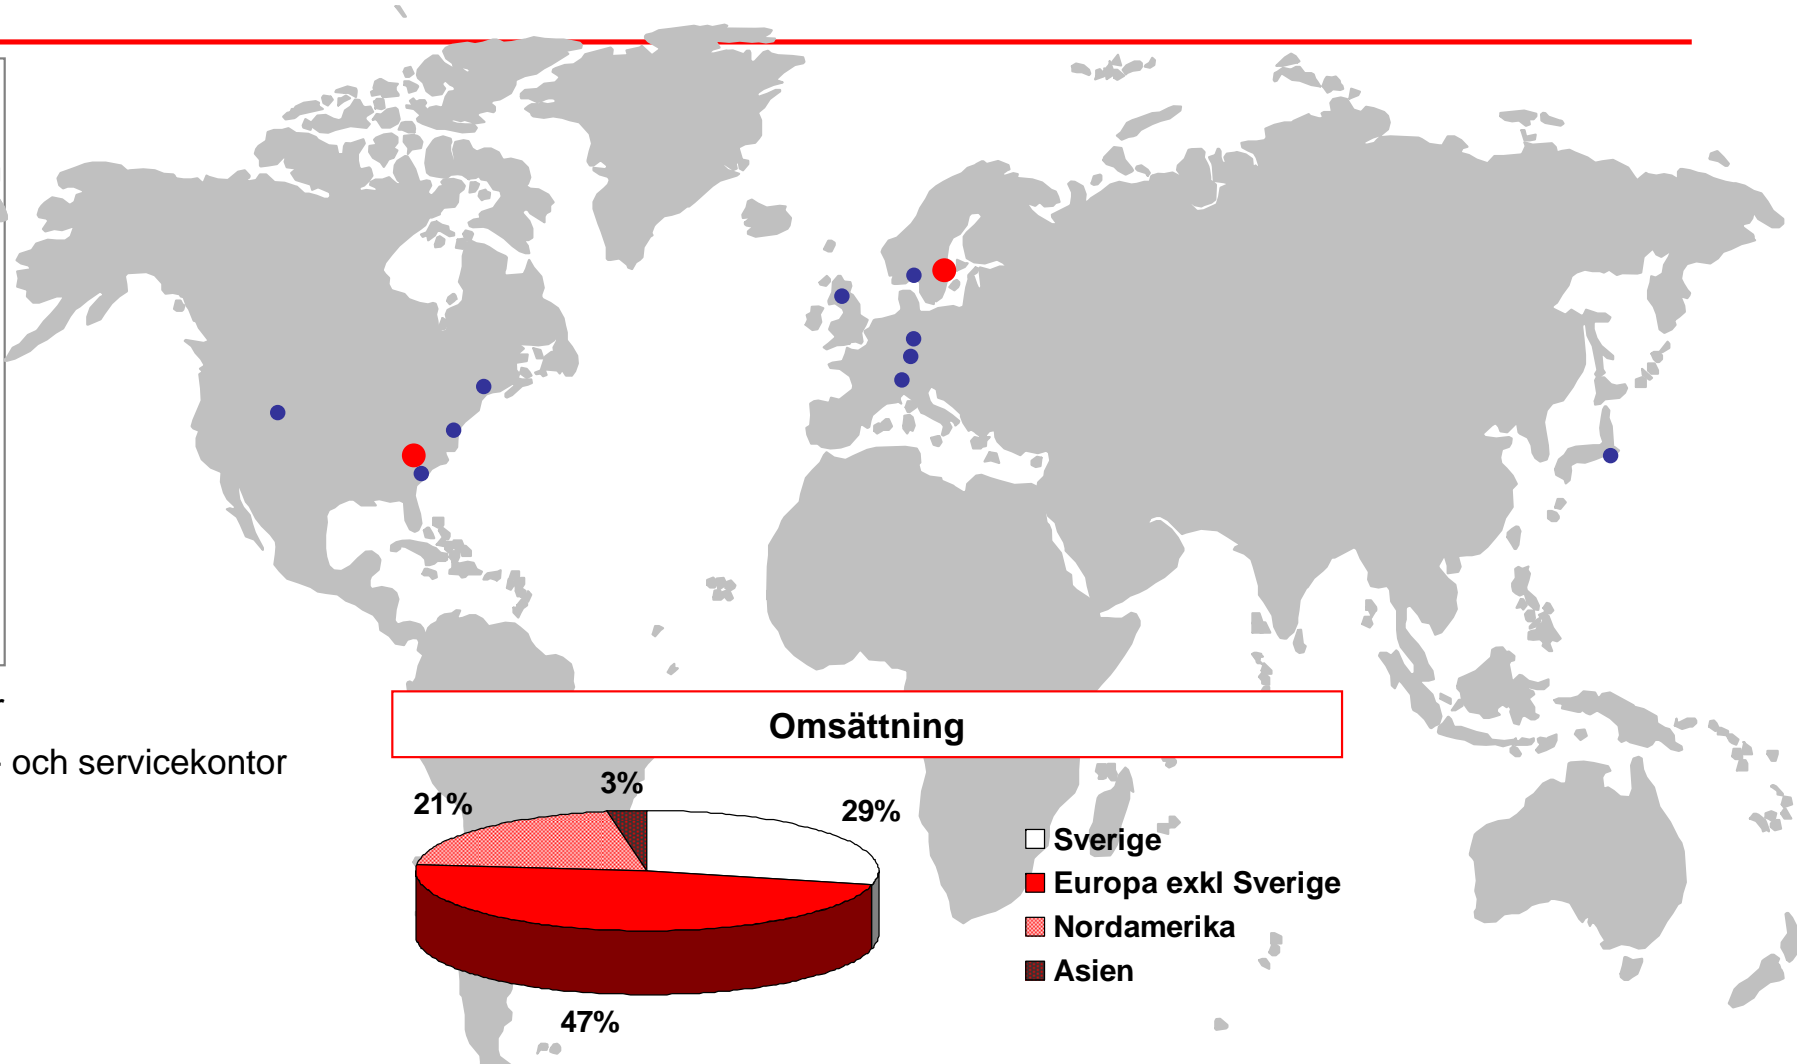 och servicekontor
Omsättning
3%
21%
29%
47%
Sverige
Europa exkl Sverige
Nordamerika
Asien